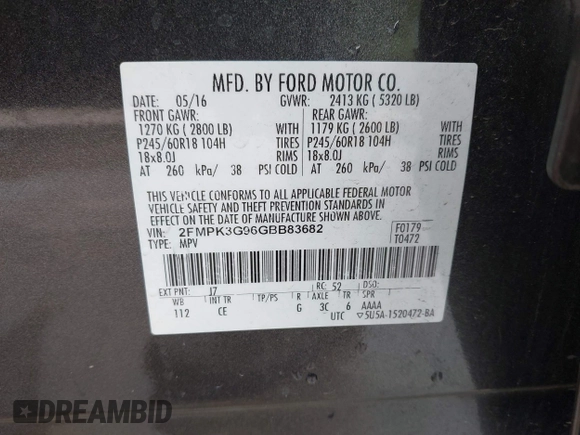 MFD. BY FORD MOTOR CO.
DATE: 05/16 GVWR: 2413 KG ( 5320 LB)
FRONT GAWR: REAR GAWR:
1270 KG ( 2800 LB) WITH 1179 KG ( 2600 LB) WITH
P245/60R18 104H TIRES P245/60R18 104H TIRES
18x8.0J RIMS 18x8.0J RIMS
AT 260 kPa/ 38 PSI COLD AT 260 kPa/ 38 PSI COLD
THIS VEHICLE CONFORMS TO ALL APPLICABLE FEDERAL MOTOR
VEHICLE SAFETY AND THEFT PREVENTION STANDARDS IN
EFFECT ON THE DATE OF MANUFACTURE SHOWN ABOVE.
VIN: 2FMPK3G96GBB83682 F0179
TYPE: MPV T0472
EXT PNT: J7 RC: 52 DSO:
WB INT TR TP/PS R AXLE TR SPR
112 CE G 3C 6 AAAA
UTC ▽5U5A-1520472-BA
DREAMBID